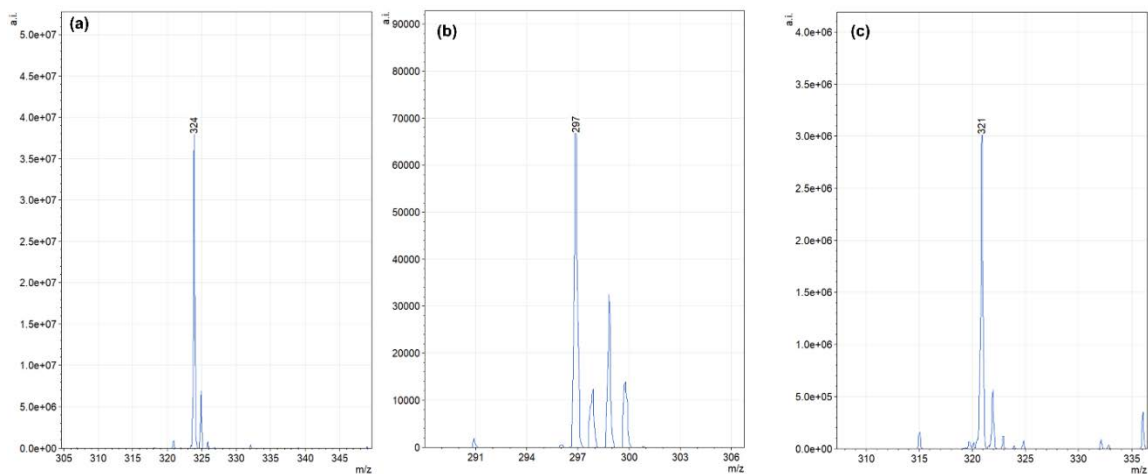 a.i.
(a)
5.0e+07
4.5e+07
4.0e+07
3.5e+07
3.0e+07
2.5e+07
2.0e+07
1.5e+07
1.0e+07
5.0e+06
0.0e+00
324
305 310 315 320 325 330 335 340 345
m/z
a.i.
(b)
90000
80000
70000
60000
50000
40000
30000
20000
10000
0
297
291 294 297 300 303 306
m/z
a.i.
(c)
4.0e+06
3.5e+06
3.0e+06
2.5e+06
2.0e+06
1.5e+06
1.0e+06
5.0e+05
0.0e+00
321
310 315 320 325 330 335
m/z